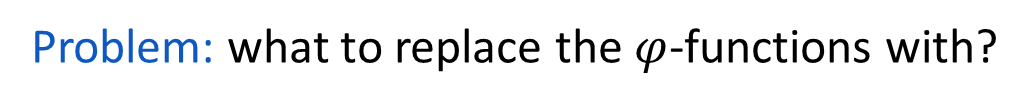 Problem: what to replace the 𝜑-functions with?